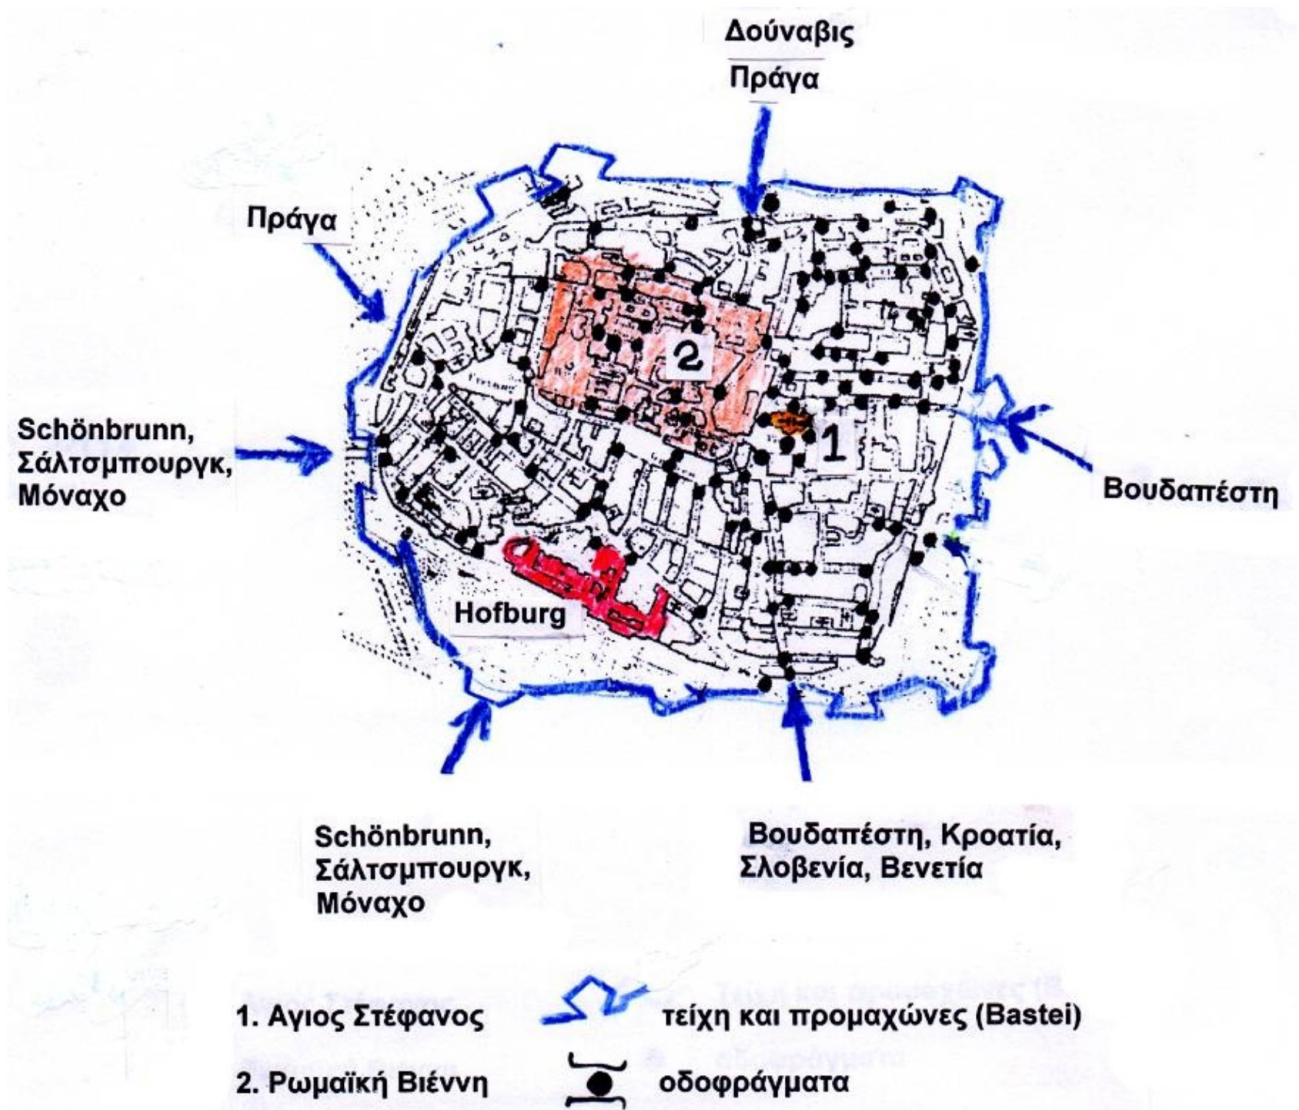 Δούναβις
Πράγα
Πράγα
Schönbrunn,
Σάλτσμπουργκ,
Μόναχο
2
1
Βουδαπέστη
Hofburg
Schönbrunn,
Σάλτσμπουργκ,
Μόναχο
Βουδαπέστη, Κροατία,
Σλοβενία, Βενετία
1. Αγιος Στέφανος
τείχη και προμαχώνες (Bastei)
2. Ρωμαϊκή Βιέννη
οδοφράγματα